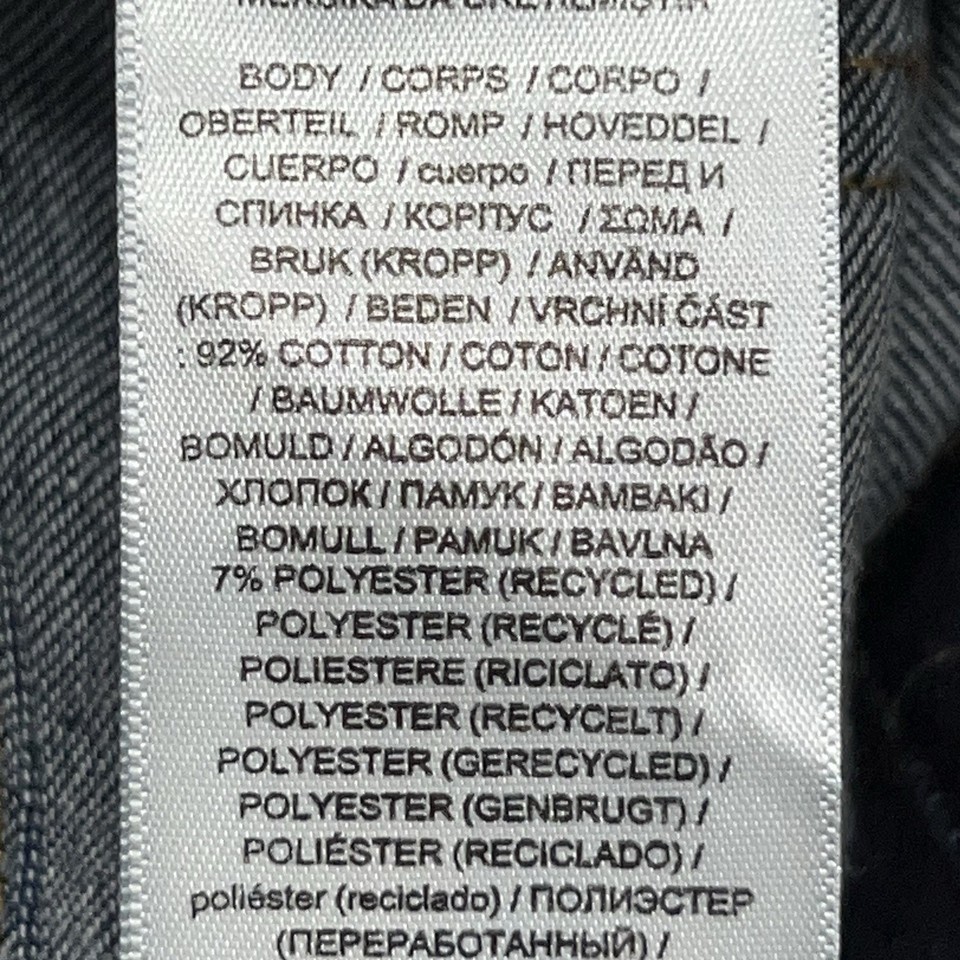 BODY / CORPS / CORPO /
OBERTEIL / ROMP / HOVEDDEL /
CUERPO / cuerpo / ПЕРЕД И
СПИНКА / КОРПУС / ΣΩΜΑ /
BRUK (KROPP) / ANVÄND
(KROPP) / BEDEN / VRCHNÍ ČÁST
: 92% COTTON / COTON / COTONE
/ BAUMWOLLE / KATOEN /
BOMULD / ALGODÓN / ALGODÃO /
ХЛОПОК / ПАМУК / BAMBAKI /
BOMULL / PAMUK / BAVLNA
7% POLYESTER (RECYCLED) /
POLYESTER (RECYCLÉ) /
POLIESTERE (RICICLATO) /
POLYESTER (RECYCELT) /
POLYESTER (GERECYCLED) /
POLYESTER (GENBRUGT) /
POLIÉSTER (RECICLADO) /
poliéster (reciclado) / ПОЛИЭСТЕР
(ПЕРЕРАБОТАННЫЙ) /